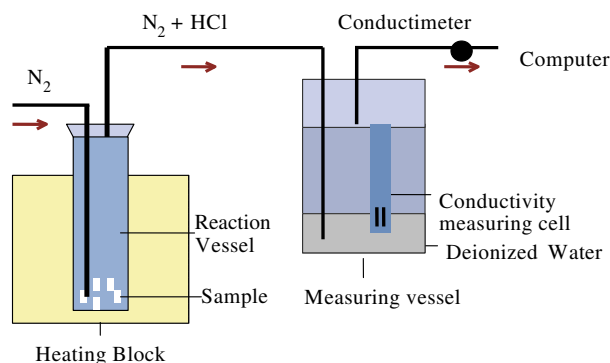 N2 + HCl
Conductimeter
Computer
N2
Reaction
Vessel
Conductivity
measuring cell
Deionized Water
Sample
Measuring vessel
Heating Block